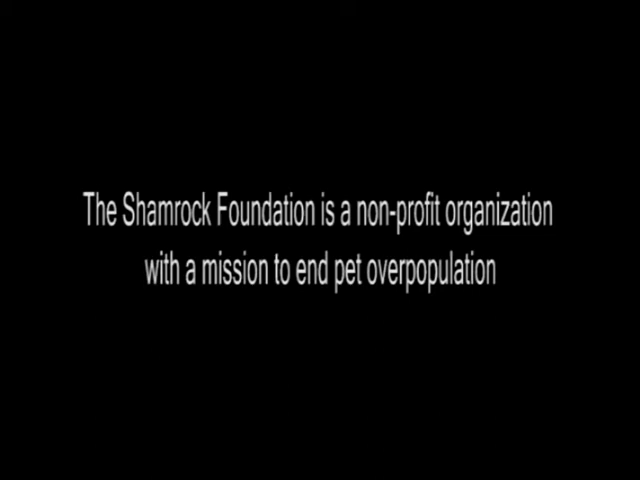 The Shamrock Foundation is a non-profit organization
with a mission to end pet overpopulation